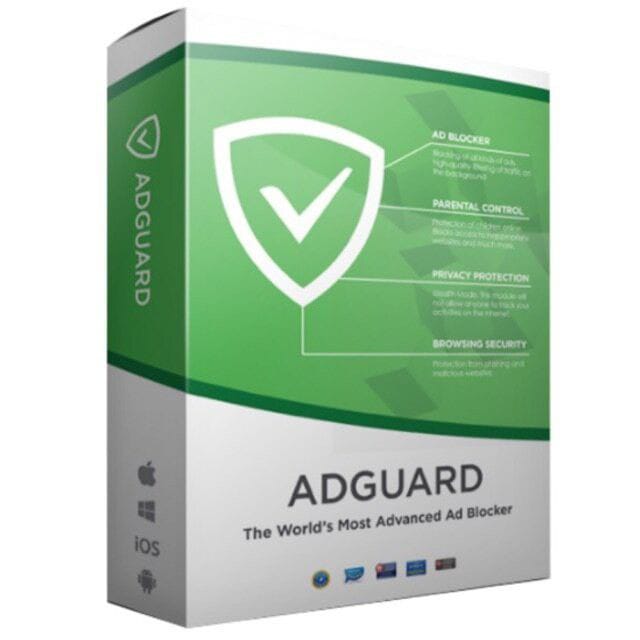 ADGUARD
iOS
AD BLOCKER
Blocking of all kinds of ads,
high-quality filtering of traffic on
the background
PARENTAL CONTROL
Protection of children online.
Blocks access to inappropriate
websites and much more.
PRIVACY PROTECTION
Stealth Mode. This module will
not allow anyone to track your
activities on the Internet.
BROWSING SECURITY
Protection from phishing and
malicious websites.
ADGUARD
The World's Most Advanced Ad Blocker